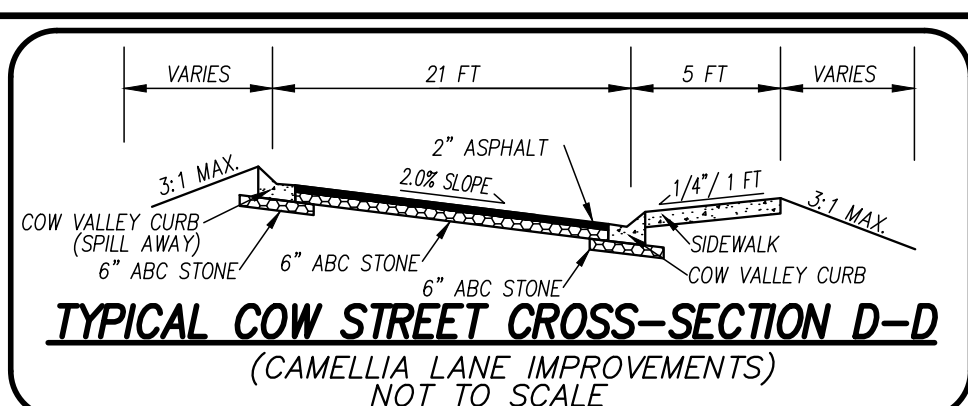 VARIES
21 FT
5 FT
VARIES
2" ASPHALT
3:1 MAX.
2.0% SLOPE
1/4"/ 1 FT
3:1 MAX.
COW VALLEY CURB
(SPILL AWAY)
SIDEWALK
6" ABC STONE
6" ABC STONE
COW VALLEY CURB
6" ABC STONE
TYPICAL COW STREET CROSS-SECTION D-D
(CAMELLIA LANE IMPROVEMENTS)
NOT TO SCALE